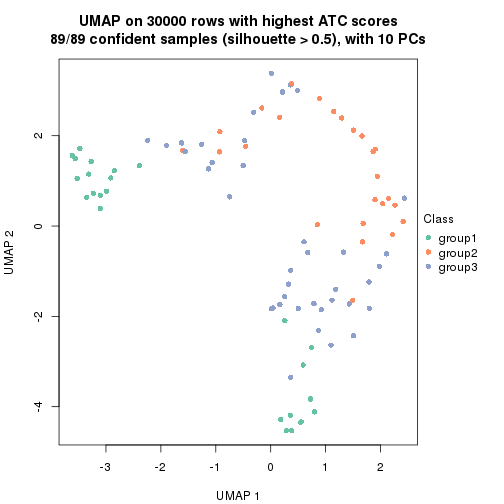 UMAP on 30000 rows with highest ATC scores
89/89 confident samples (silhouette > 0.5), with 10 PCs
2
0
-2
-4
UMAP 2
-3
-2
-1
0
1
2
UMAP 1
Class
group1
group2
group3